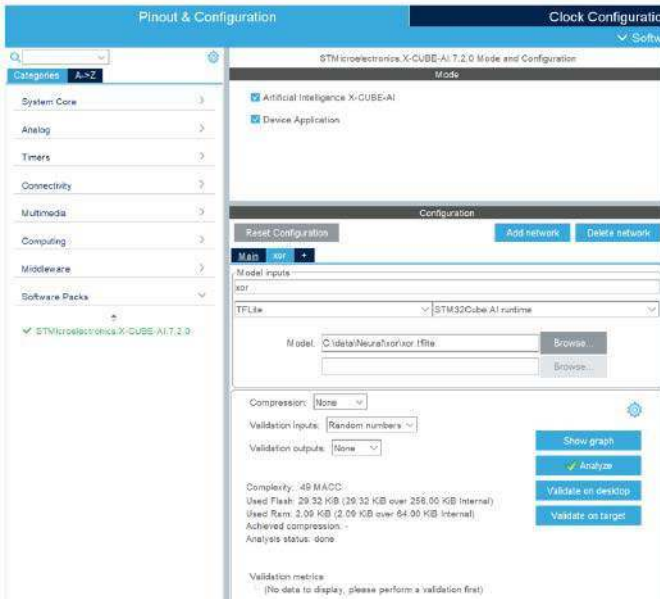 Pinout & Configuration
Clock Configuratio
Softw
STMicroelectronics.X-CUBE-AI.7.2.0 Mode and Configuration
Categories
A->Z
Mode
System Core
Analog
Timers
Connectivity
Multimedia
Computing
Middleware
Software Packs
STMicroelectronics.X-CUBE-AI.7.2.0
Artificial Intelligence X-CUBE-AI
Device Application
Configuration
Reset Configuration
Add network
Delete network
Main
xor
+
Model inputs
xor
TFLite
STM32Cube.AI runtime
Model:
C:\data\Neural\xor\xor.tflite
Browse...
Browse...
Compression: None
Validation inputs: Random numbers
Validation outputs: None
Show graph
Analyze
Validate on desktop
Validate on target
Complexity: 49 MACC
Used Flash: 29.32 KiB (29.32 KiB over 256.00 KiB Internal)
Used Ram: 2.09 KiB (2.09 KiB over 64.00 KiB Internal)
Achieved compression: -
Analysis status: done
Validation metrics
(No data to display, please perform a validation first)